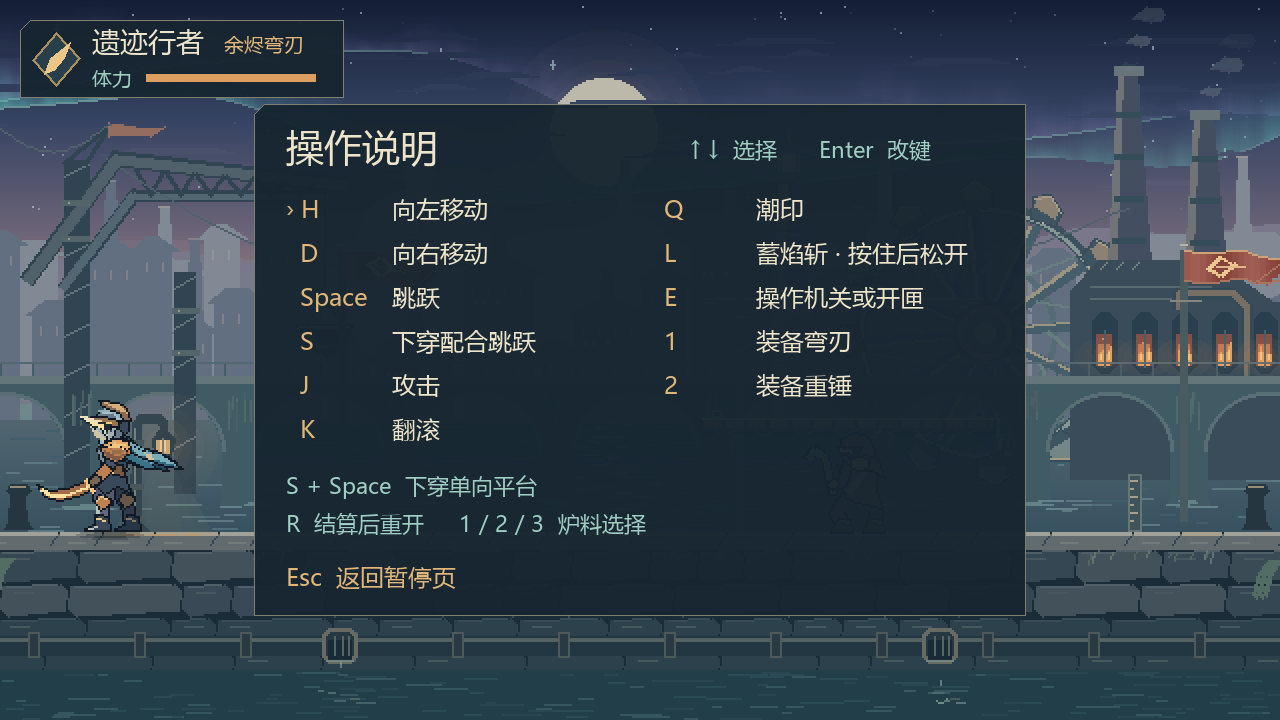 遗迹行者 余烬弯刃
体力
操作说明 ↑↓ 选择 Enter 改键
› H 向左移动 Q 潮印
D 向右移动 L 蓄焰斩 · 按住后松开
Space 跳跃 E 操作机关或开匣
S 下穿配合跳跃 1 装备弯刃
J 攻击 2 装备重锤
K 翻滚
S + Space 下穿单向平台
R 结算后重开 1 / 2 / 3 炉料选择
Esc 返回暂停页